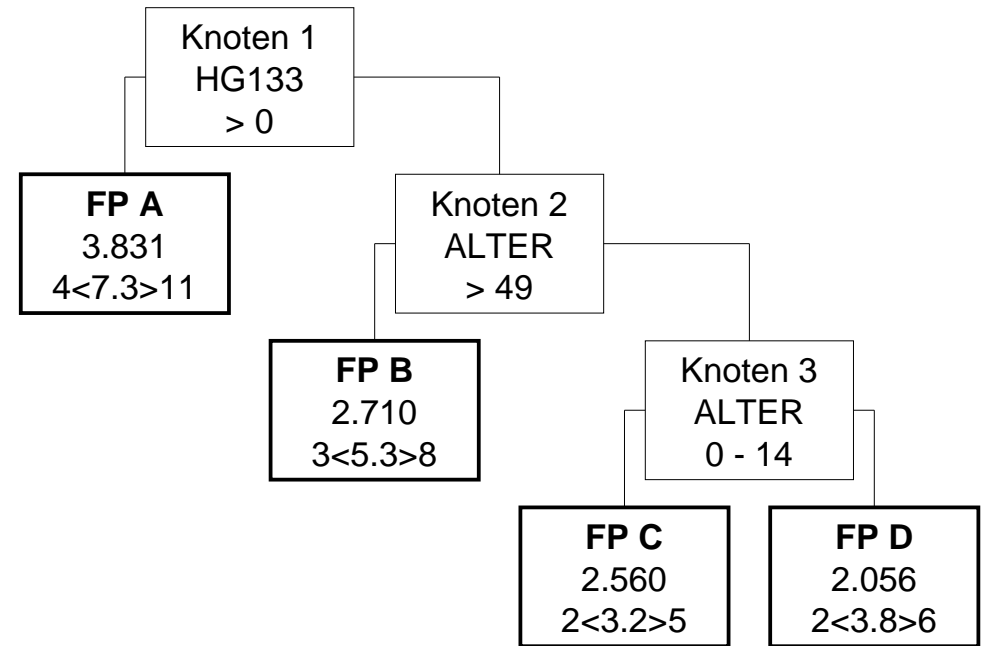 Knoten 1
HG133
> 0
FP A
3.831
4<7.3>11
Knoten 2
ALTER
> 49
FP B
2.710
3<5.3>8
Knoten 3
ALTER
0 - 14
FP C
2.560
2<3.2>5
FP D
2.056
2<3.8>6